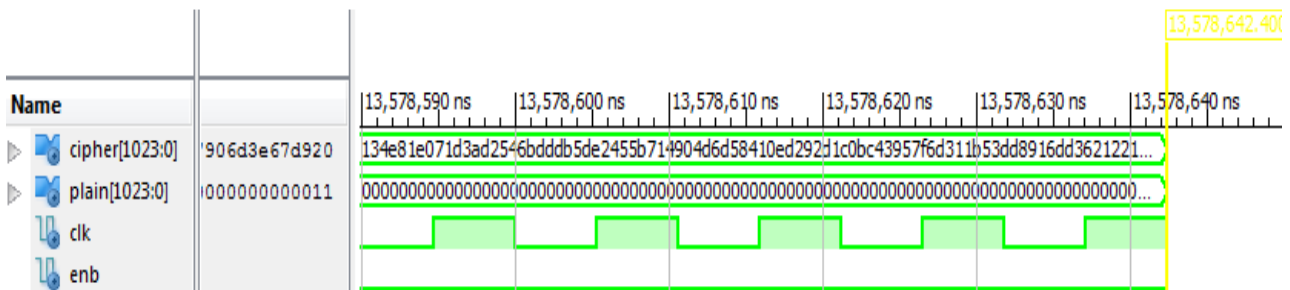 13,578,642.400
Name
13,578,590 ns 13,578,600 ns 13,578,610 ns 13,578,620 ns 13,578,630 ns 13,578,640 ns
cipher[1023:0] 906d3e67d920 134e81e071d3ad2546bdddb5de2455b714904d6d58410ed292d1c0bc43957f6d311b53dd8916dd3621221...
plain[1023:0] 000000000011 0000000000000000000000000000000000000000000000000000000000000000000000000000000000000...
clk
enb